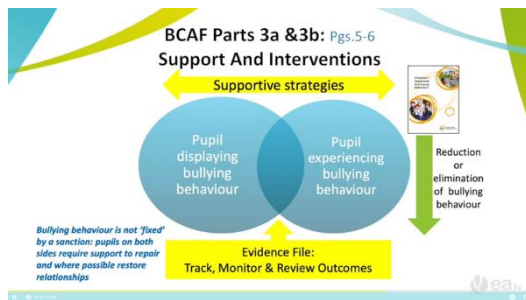 BCAF Parts 3a &3b: Pgs.5-6
Support And Interventions
Supportive strategies
Pupil
displaying
bullying
behaviour
Pupil
experiencing
bullying
behaviour
Reduction
or
elimination
of bullying
behaviour
Bullying behaviour is not 'fixed'
by a sanction: pupils on both
sides require support to repair
and where possible restore
relationships
Evidence File:
Track, Monitor & Review Outcomes
ea tv